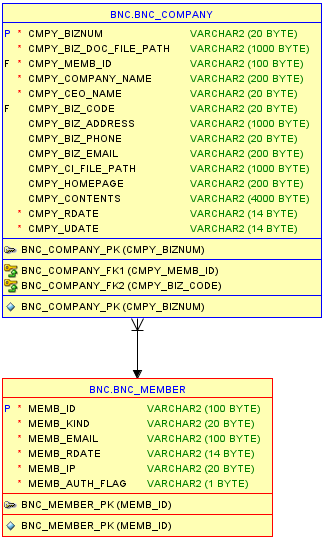 BNC.BNC_COMPANY
P * CMPY_BIZNUM VARCHAR2 (20 BYTE)
* CMPY_BIZ_DOC_FILE_PATH VARCHAR2 (1000 BYTE)
F * CMPY_MEMB_ID VARCHAR2 (100 BYTE)
* CMPY_COMPANY_NAME VARCHAR2 (200 BYTE)
* CMPY_CEO_NAME VARCHAR2 (20 BYTE)
F CMPY_BIZ_CODE VARCHAR2 (20 BYTE)
CMPY_BIZ_ADDRESS VARCHAR2 (1000 BYTE)
CMPY_BIZ_PHONE VARCHAR2 (20 BYTE)
CMPY_BIZ_EMAIL VARCHAR2 (200 BYTE)
CMPY_CI_FILE_PATH VARCHAR2 (1000 BYTE)
CMPY_HOMEPAGE VARCHAR2 (200 BYTE)
CMPY_CONTENTS VARCHAR2 (4000 BYTE)
* CMPY_RDATE VARCHAR2 (14 BYTE)
* CMPY_UDATE VARCHAR2 (14 BYTE)
BNC_COMPANY_PK (CMPY_BIZNUM)
BNC_COMPANY_FK1 (CMPY_MEMB_ID)
BNC_COMPANY_FK2 (CMPY_BIZ_CODE)
BNC_COMPANY_PK (CMPY_BIZNUM)
BNC.BNC_MEMBER
P * MEMB_ID VARCHAR2 (100 BYTE)
* MEMB_KIND VARCHAR2 (20 BYTE)
* MEMB_EMAIL VARCHAR2 (100 BYTE)
* MEMB_RDATE VARCHAR2 (14 BYTE)
* MEMB_IP VARCHAR2 (20 BYTE)
* MEMB_AUTH_FLAG VARCHAR2 (1 BYTE)
BNC_MEMBER_PK (MEMB_ID)
BNC_MEMBER_PK (MEMB_ID)